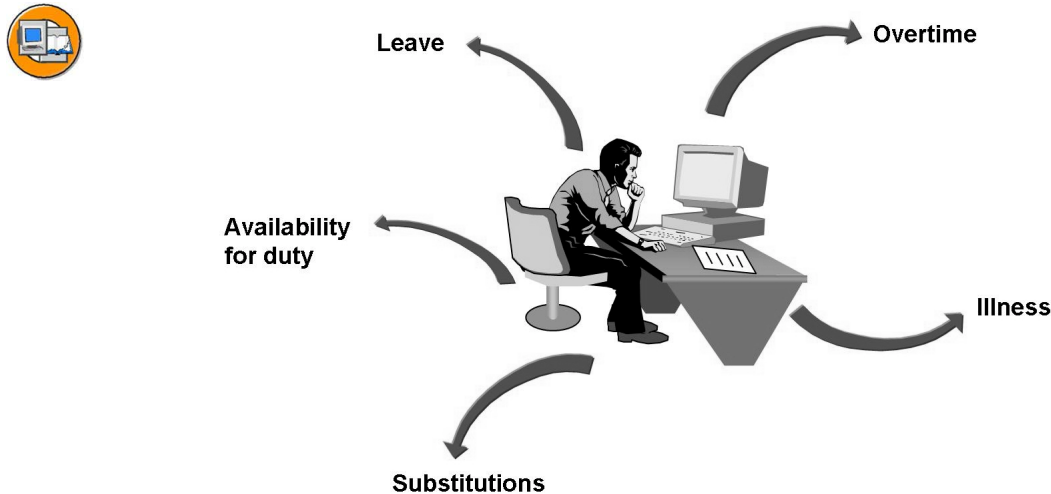 Leave
Overtime
Availability
for duty
Illness
Substitutions